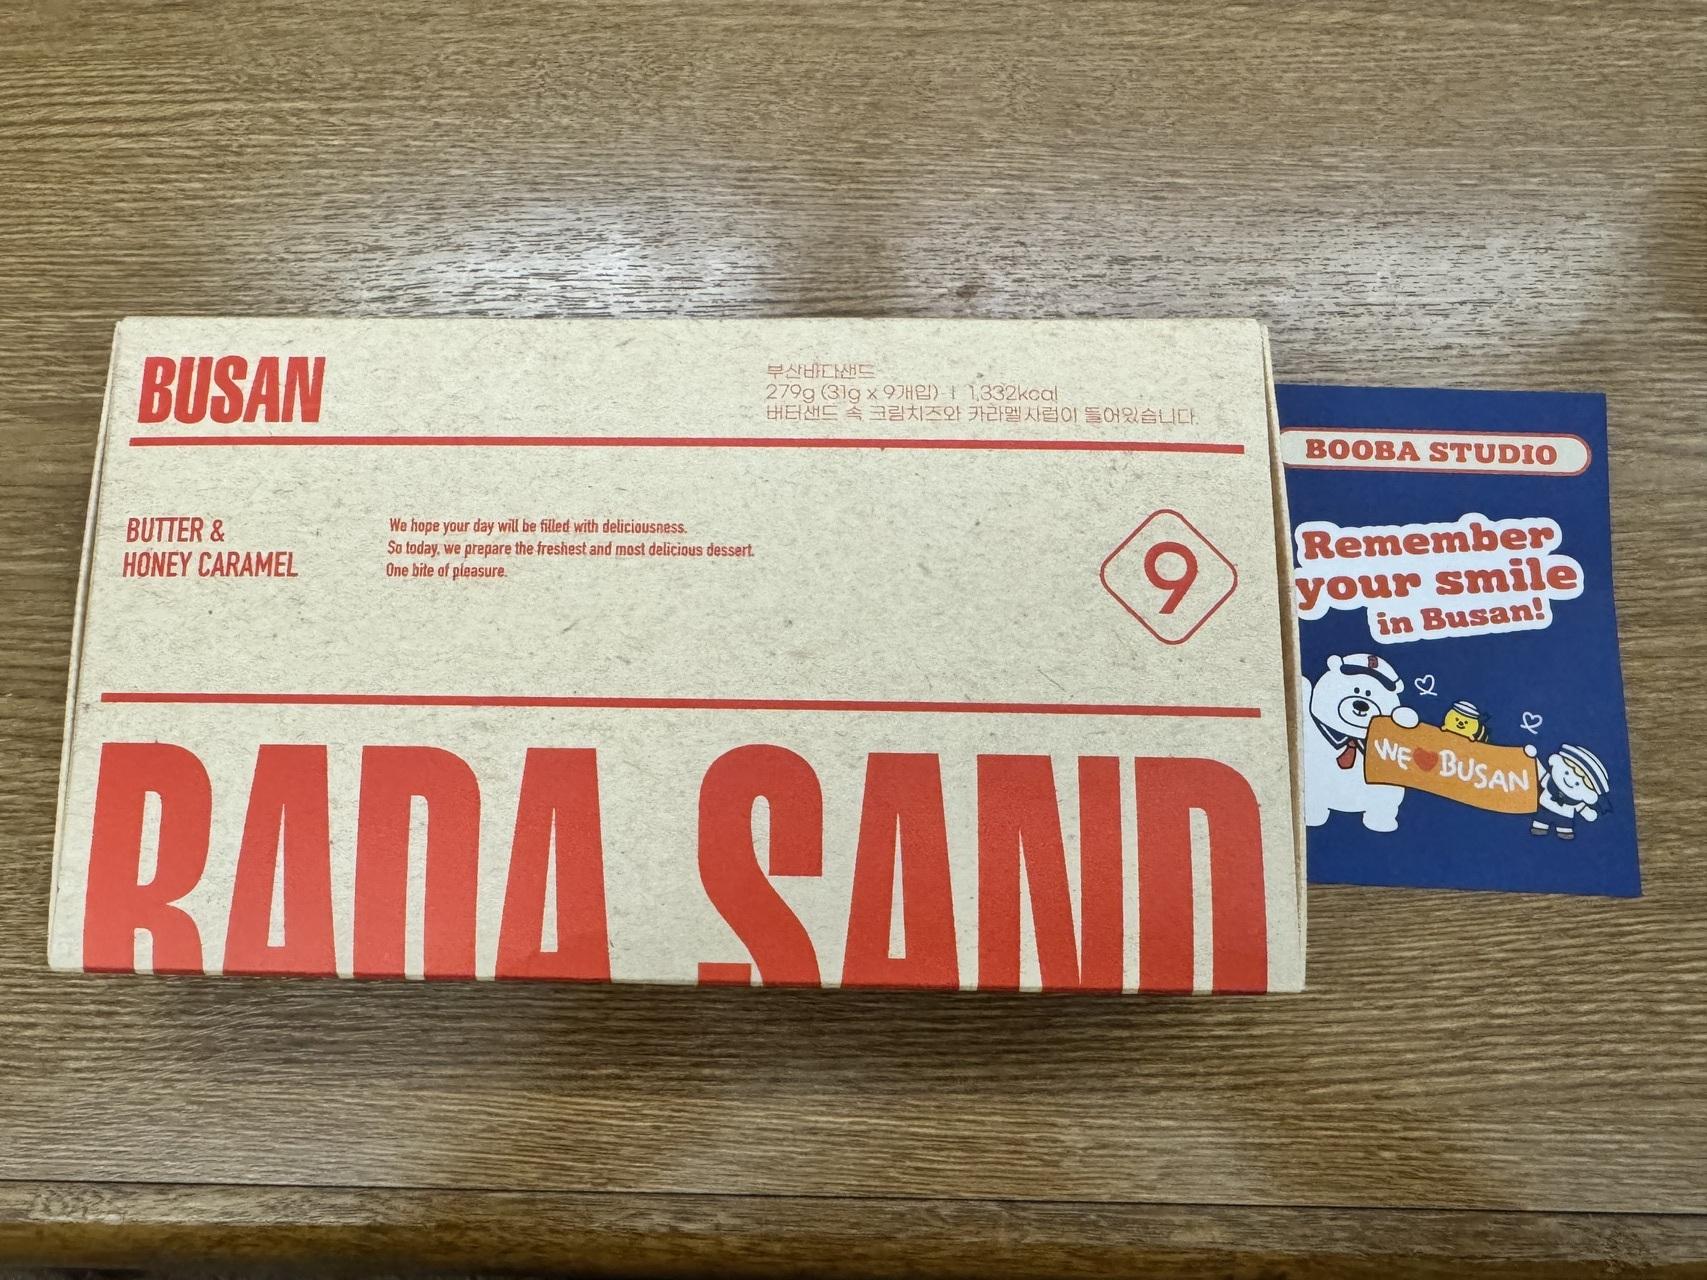 BUSAN
부산바다샌드
279g (31g x 9개입) | 1,332kcal
버터샌드 속 크림치즈와 카라멜시럽이 들어있습니다.
BUTTER &
HONEY CARAMEL
We hope your day will be filled with deliciousness.
So today, we prepare the freshest and most delicious dessert.
One bite of pleasure.
9
BADA SAND
BOOBA STUDIO
Remember
your smile
in Busan!
WE ❤ BUSAN